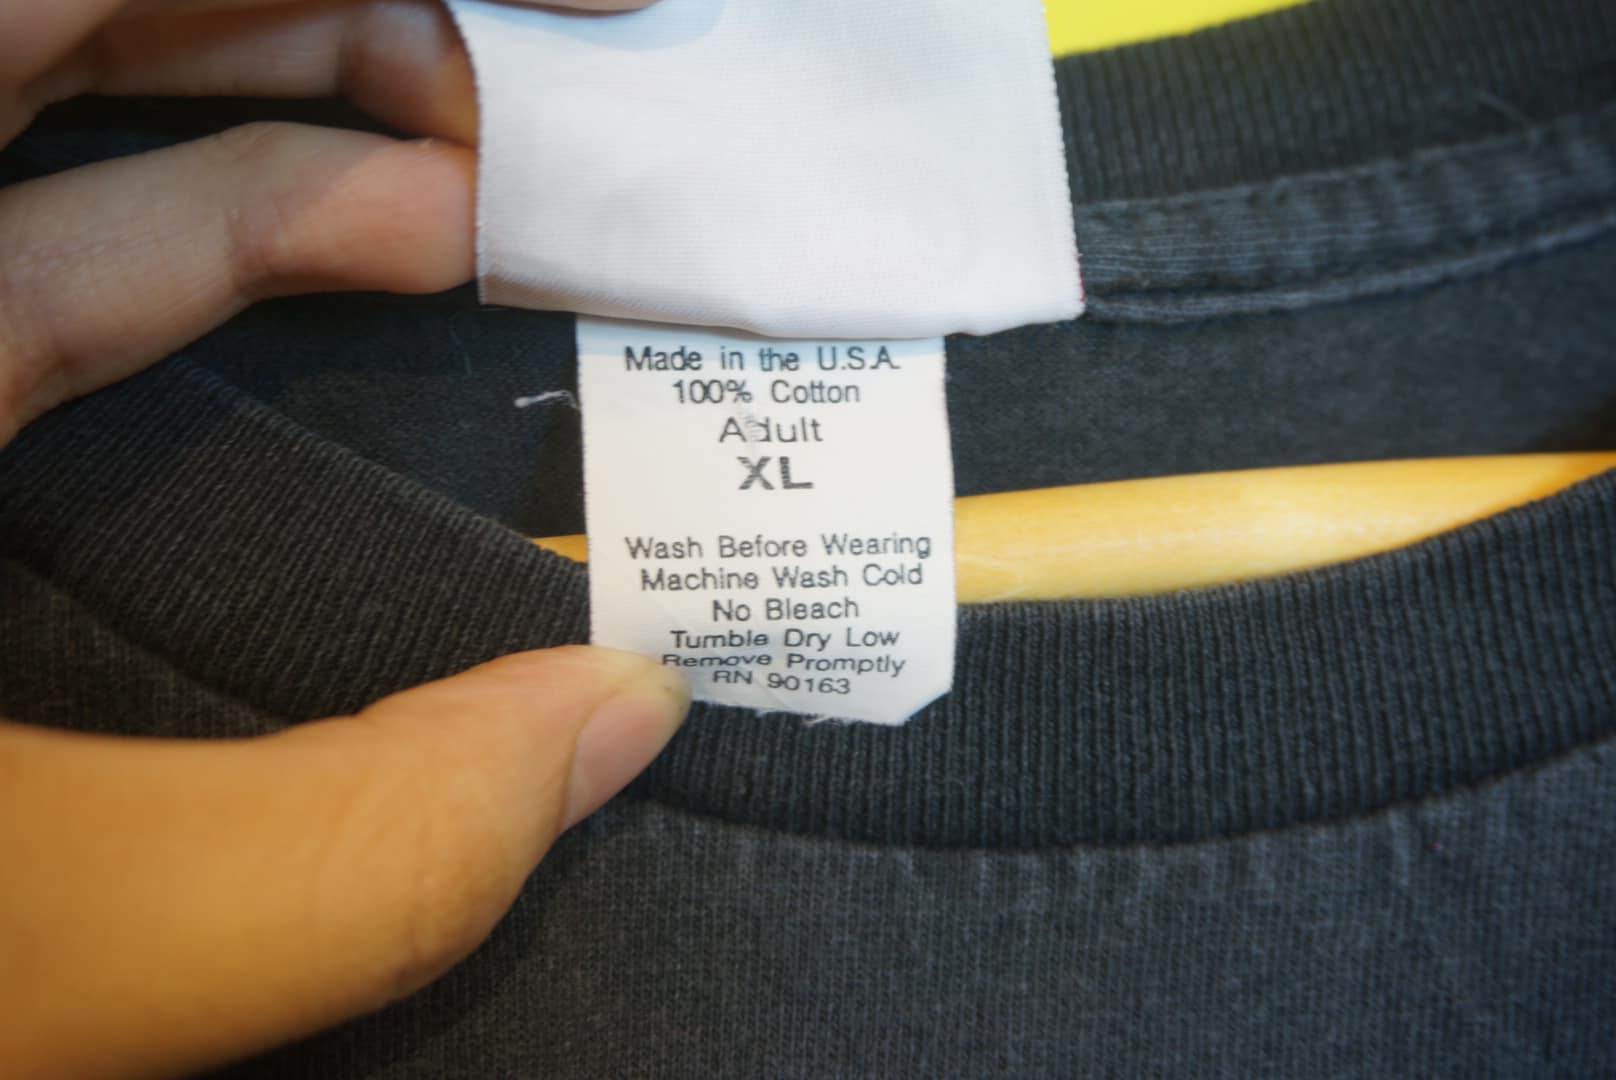 Made in the U.S.A.
100% Cotton
Adult
XL
Wash Before Wearing
Machine Wash Cold
No Bleach
Tumble Dry Low
Remove Promptly
RN 90163